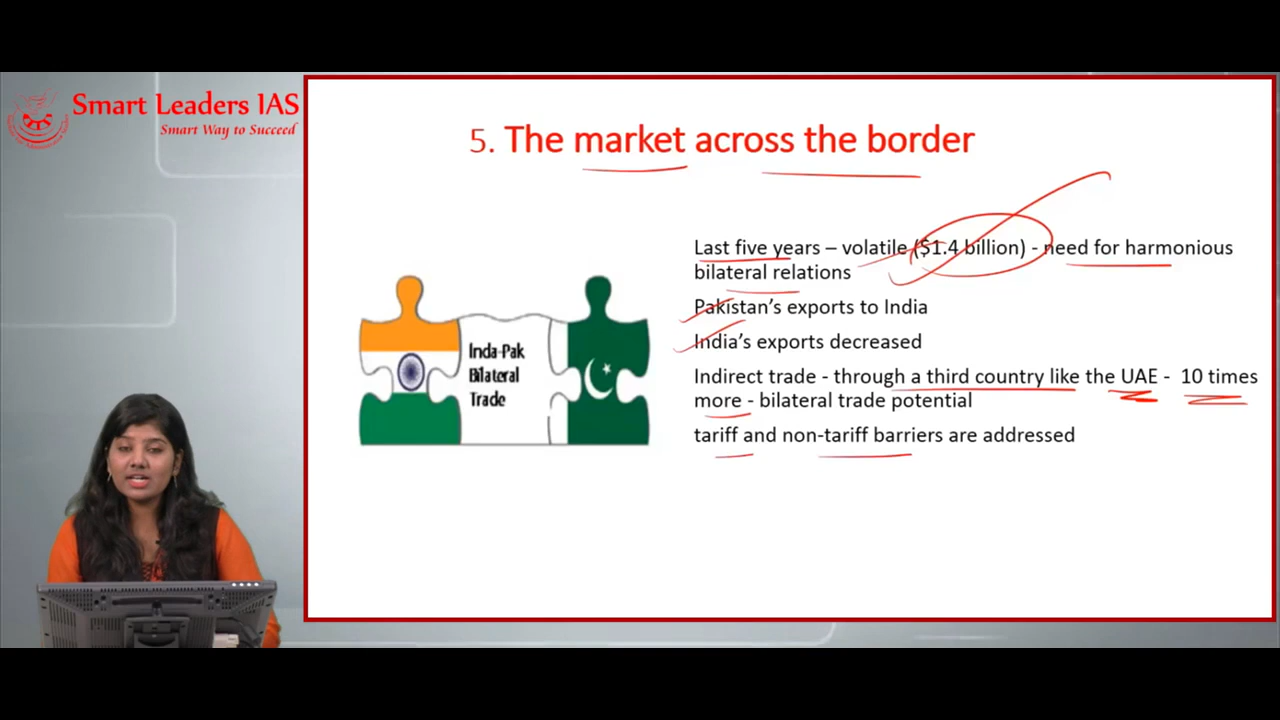 Smart Leaders IAS
Smart Way to Succeed
5. The market across the border
Last five years – volatile ($1.4 billion) - need for harmonious
bilateral relations
Pakistan's exports to India
India's exports decreased
Indirect trade - through a third country like the UAE - 10 times
more - bilateral trade potential
tariff and non-tariff barriers are addressed
Inda-Pak
Bilateral
Trade